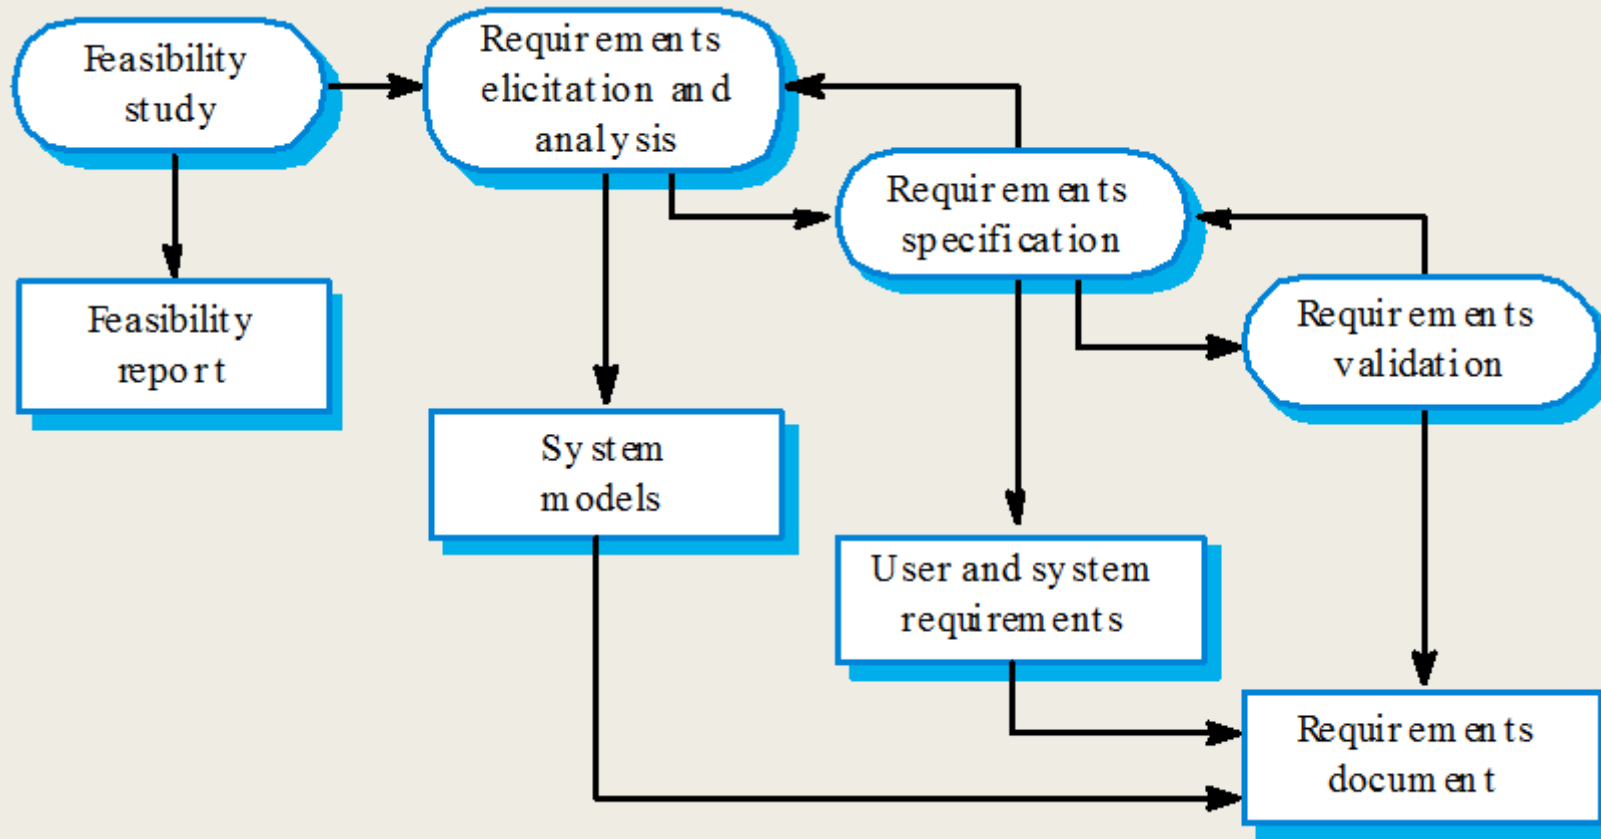 Feasibility
study
Requirements
elicitation and
analysis
Requirements
specification
Requirements
validation
Feasibility
report
System
models
User and system
requirements
Requirements
document